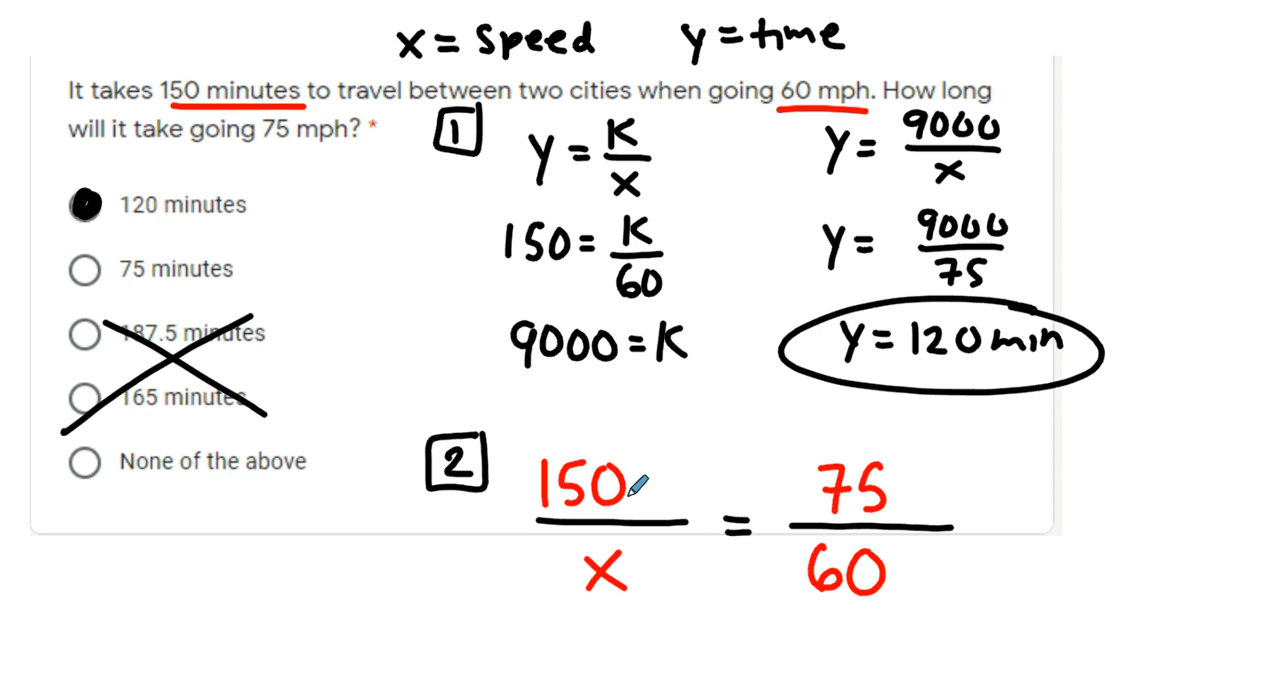 x = speed y = time
It takes 150 minutes to travel between two cities when going 60 mph. How long
will it take going 75 mph? *
120 minutes
75 minutes
187.5 minutes
165 minutes
None of the above
1
y = K/x
150 = K/60
9000 = K
y = 9000/x
y = 9000/75
y = 120 min
2
150/x = 75/60